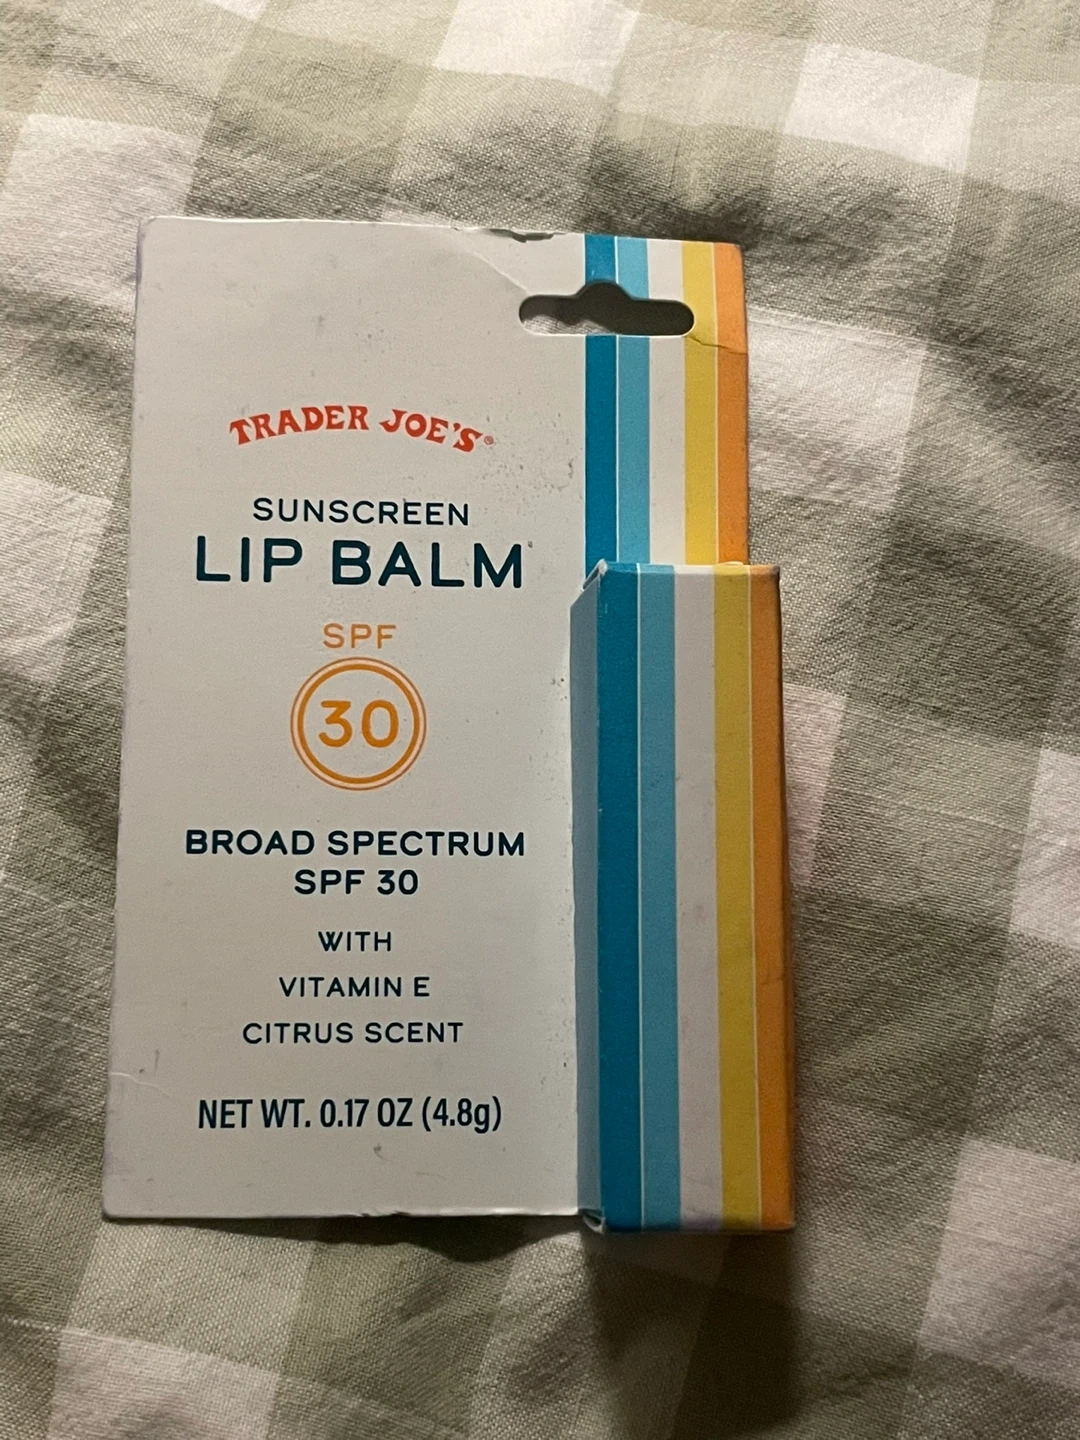 TRADER JOE'S®
SUNSCREEN
LIP BALM
SPF
30
BROAD SPECTRUM
SPF 30
WITH
VITAMIN E
CITRUS SCENT
NET WT. 0.17 OZ (4.8g)